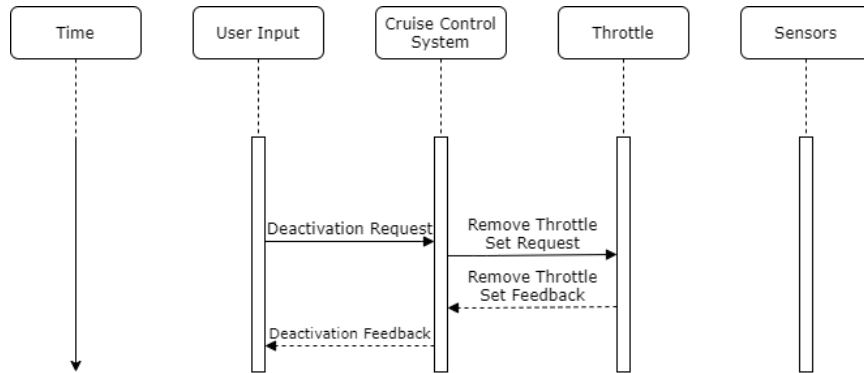 Time
User Input
Cruise Control
System
Throttle
Sensors
Deactivation Request
Remove Throttle
Set Request
Remove Throttle
Set Feedback
Deactivation Feedback